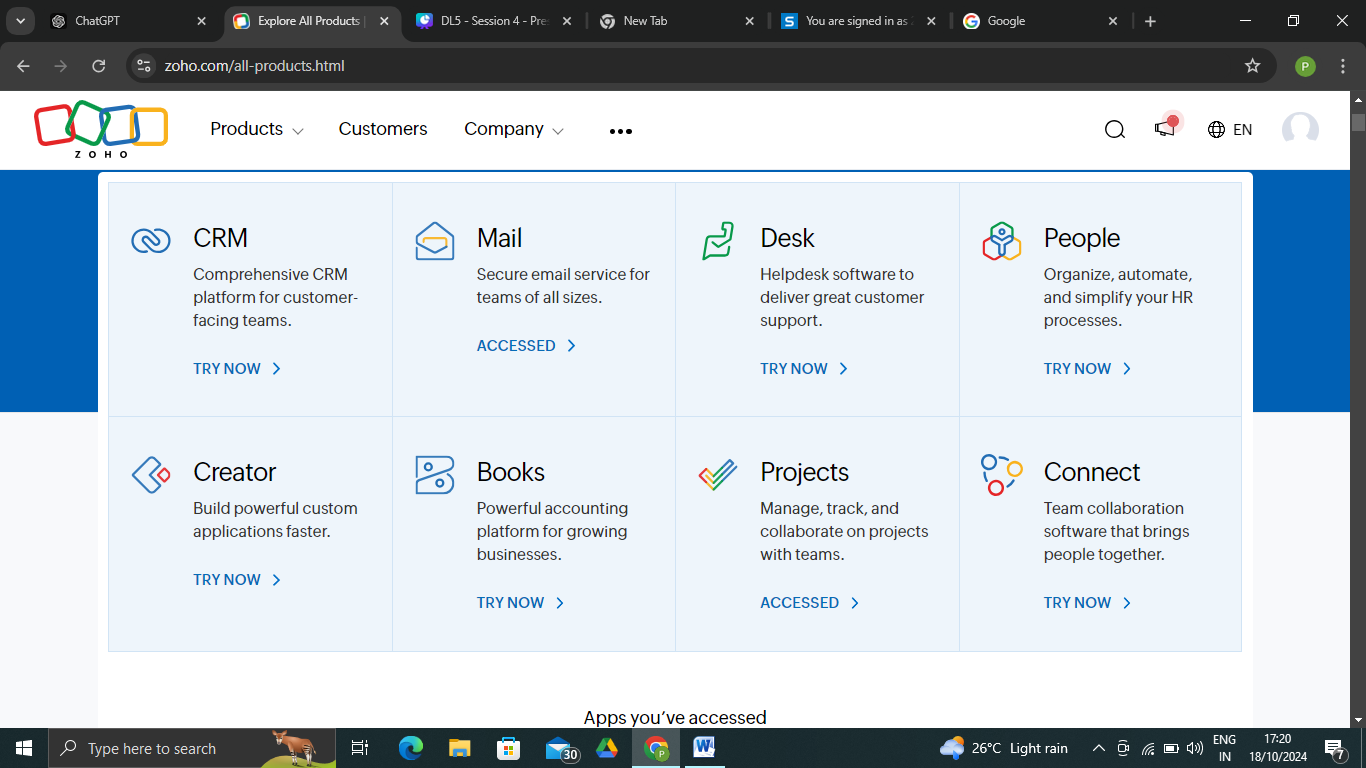 ChatGPT
Explore All Products |
DL5 - Session 4 - Pres
New Tab
You are signed in as
Google
zoho.com/all-products.html
P
ZOHO
Products
Customers
Company
EN
CRM
Comprehensive CRM
platform for customer-
facing teams.
TRY NOW
Mail
Secure email service for
teams of all sizes.
ACCESSED
Desk
Helpdesk software to
deliver great customer
support.
TRY NOW
People
Organize, automate,
and simplify your HR
processes.
TRY NOW
Creator
Build powerful custom
applications faster.
TRY NOW
Books
Powerful accounting
platform for growing
businesses.
TRY NOW
Projects
Manage, track, and
collaborate on projects
with teams.
ACCESSED
Connect
Team collaboration
software that brings
people together.
TRY NOW
Apps you’ve accessed
Type here to search
30
P
W
26°C Light rain
ENG
IN
17:20
18/10/2024
7